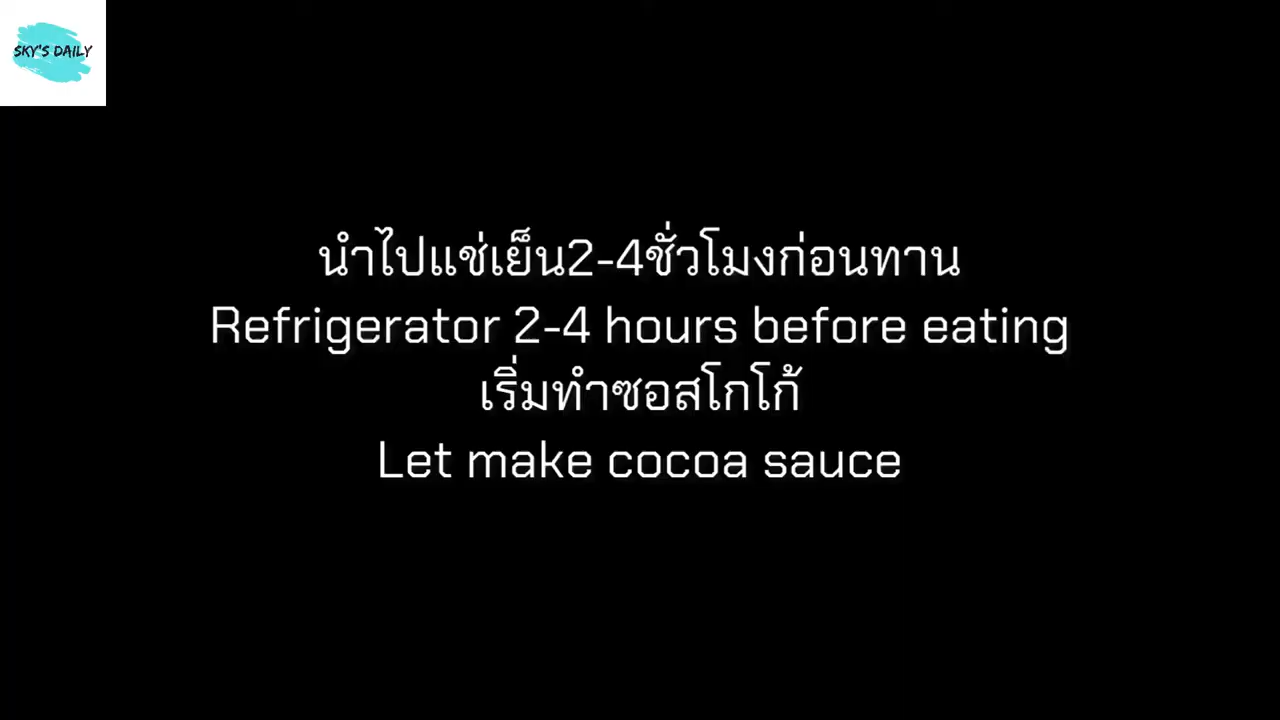 SKY'S DAILY
นำไปแช่เย็น2-4ชั่วโมงก่อนทาน
Refrigerator 2-4 hours before eating
เริ่มทำซอสโกโก้
Let make cocoa sauce